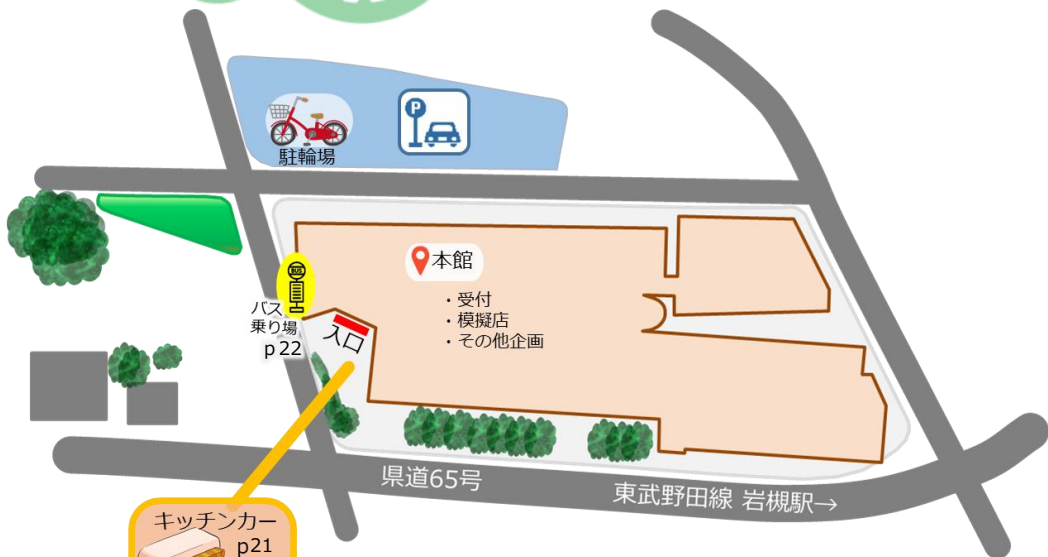 P
駐輪場
本館
・受付
・模擬店
・その他企画
BUS
バス
乗り場
p22
入口
県道65号
東武野田線 岩槻駅→
キッチンカー
p21